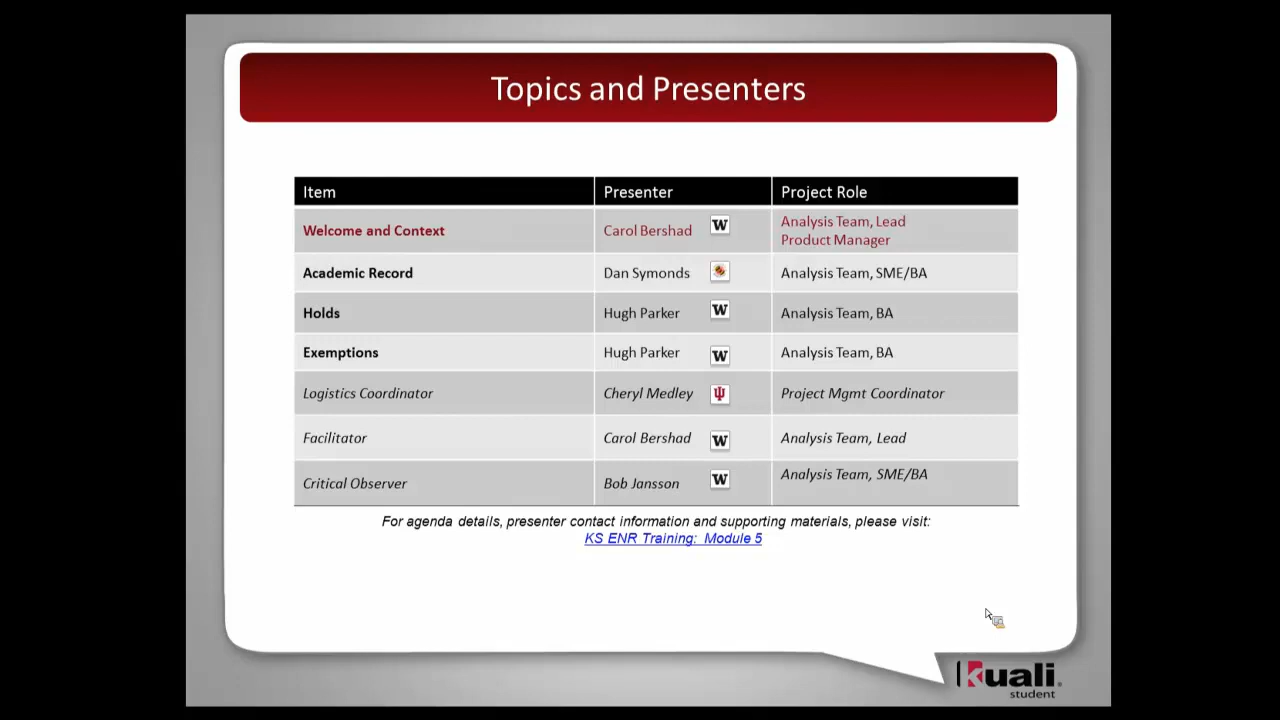 Topics and Presenters
Item Presenter Project Role
Welcome and Context Carol Bershad W Analysis Team, Lead
Product Manager
Academic Record Dan Symonds Analysis Team, SME/BA
Holds Hugh Parker W Analysis Team, BA
Exemptions Hugh Parker W Analysis Team, BA
Logistics Coordinator Cheryl Medley Project Mgmt Coordinator
Facilitator Carol Bershad W Analysis Team, Lead
Critical Observer Bob Jansson W Analysis Team, SME/BA
For agenda details, presenter contact information and supporting materials, please visit:
KS ENR Training: Module 5
kuali
student